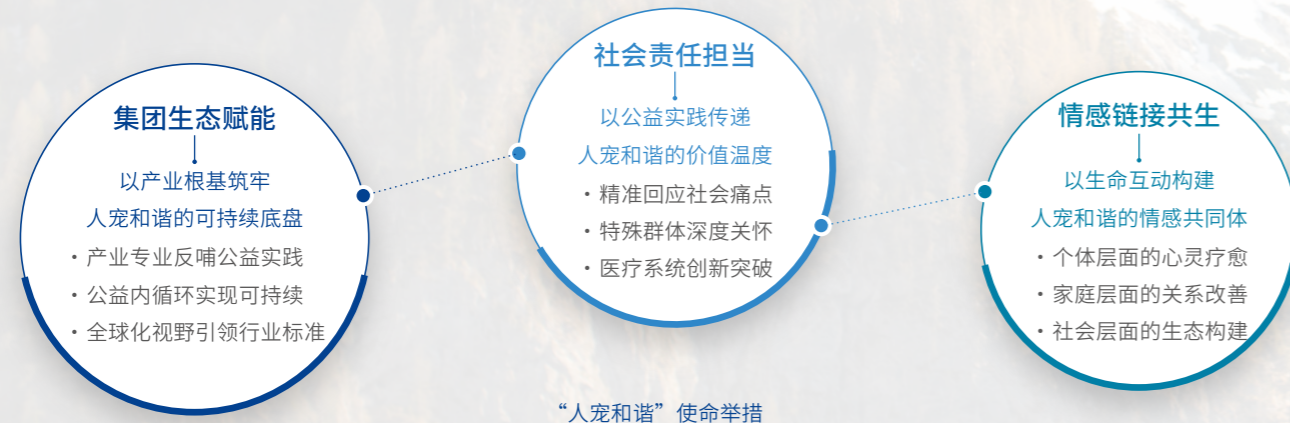 集团生态赋能
以产业根基筑牢
人宠和谐的可持续底盘
・产业专业反哺公益实践
・公益内循环实现可持续
・全球化视野引领行业标准
社会责任担当
以公益实践传递
人宠和谐的价值温度
・精准回应社会痛点
・特殊群体深度关怀
・医疗系统创新突破
情感链接共生
以生命互动构建
人宠和谐的情感共同体
・个体层面的心灵疗愈
・家庭层面的关系改善
・社会层面的生态构建
“人宠和谐”使命举措